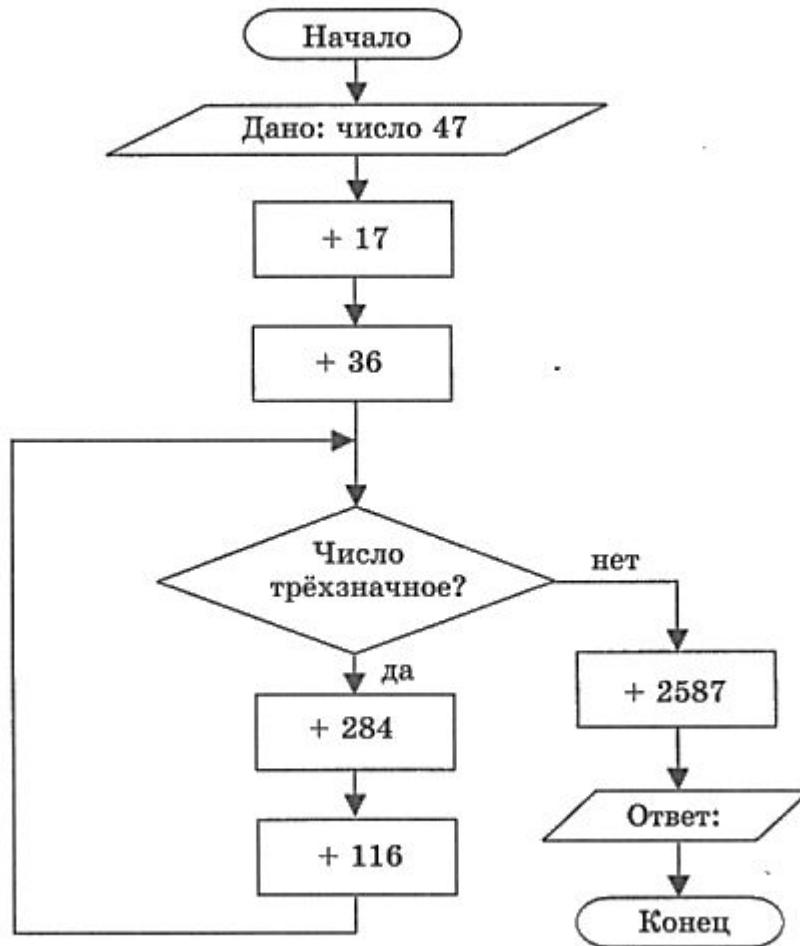 Начало
Дано: число 47
+ 17
+ 36
Число
трёхзначное?
нет
да
+ 284
+ 116
+ 2587
Ответ:
Конец